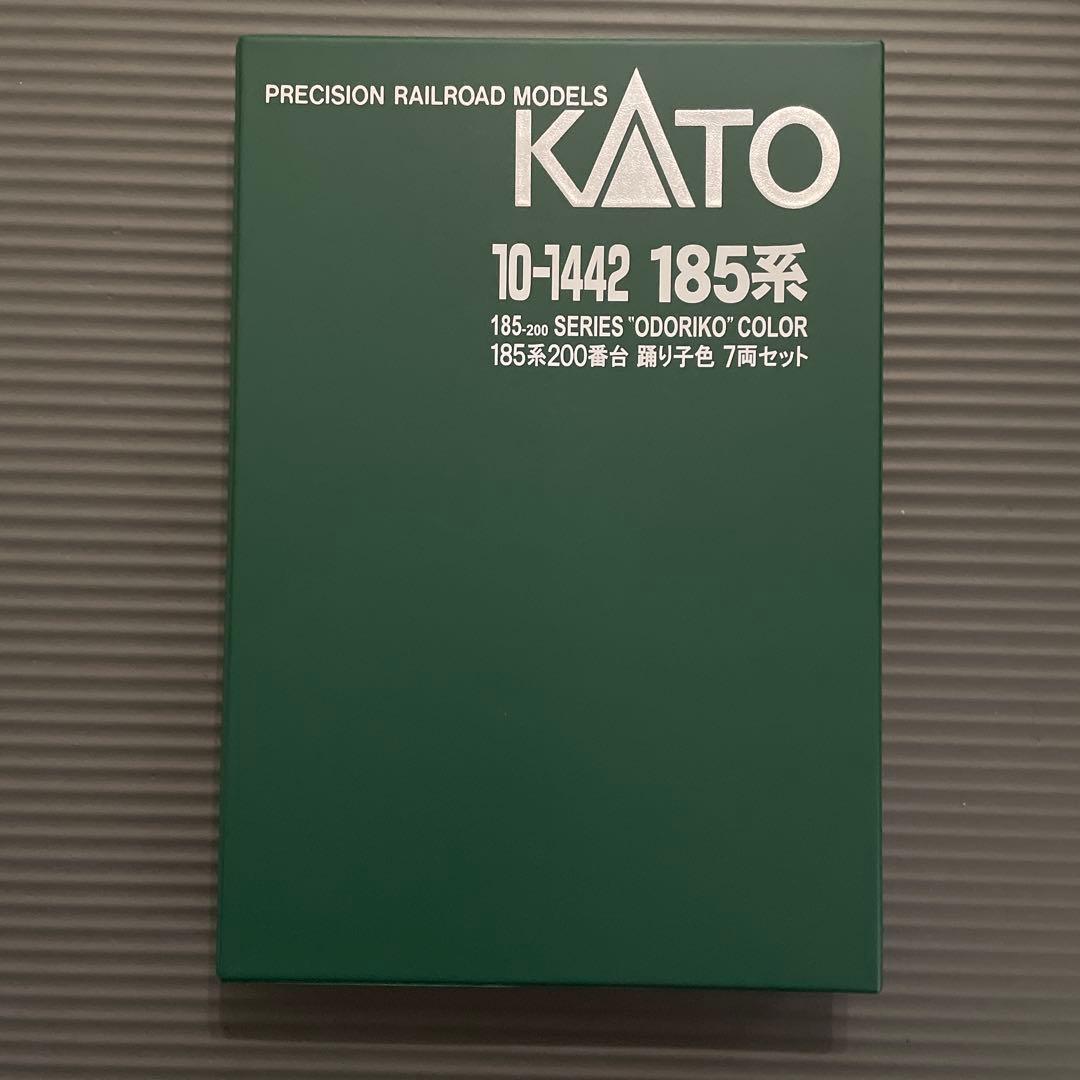 PRECISION RAILROAD MODELS
KATO
10-1442 185系
185-200 SERIES "ODORIKO" COLOR
185系200番台 踊り子色 7両セット